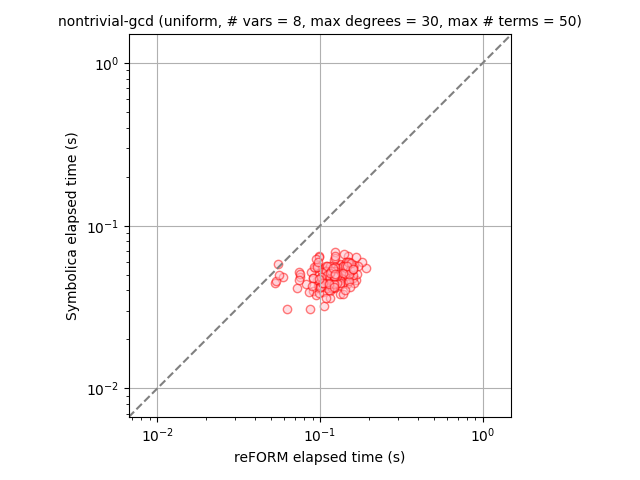 nontrivial-gcd (uniform, # vars = 8, max degrees = 30, max # terms = 50)
10⁰
10⁻¹
10⁻²
Symbolica elapsed time (s)
10⁻² 10⁻¹ 10⁰
reFORM elapsed time (s)